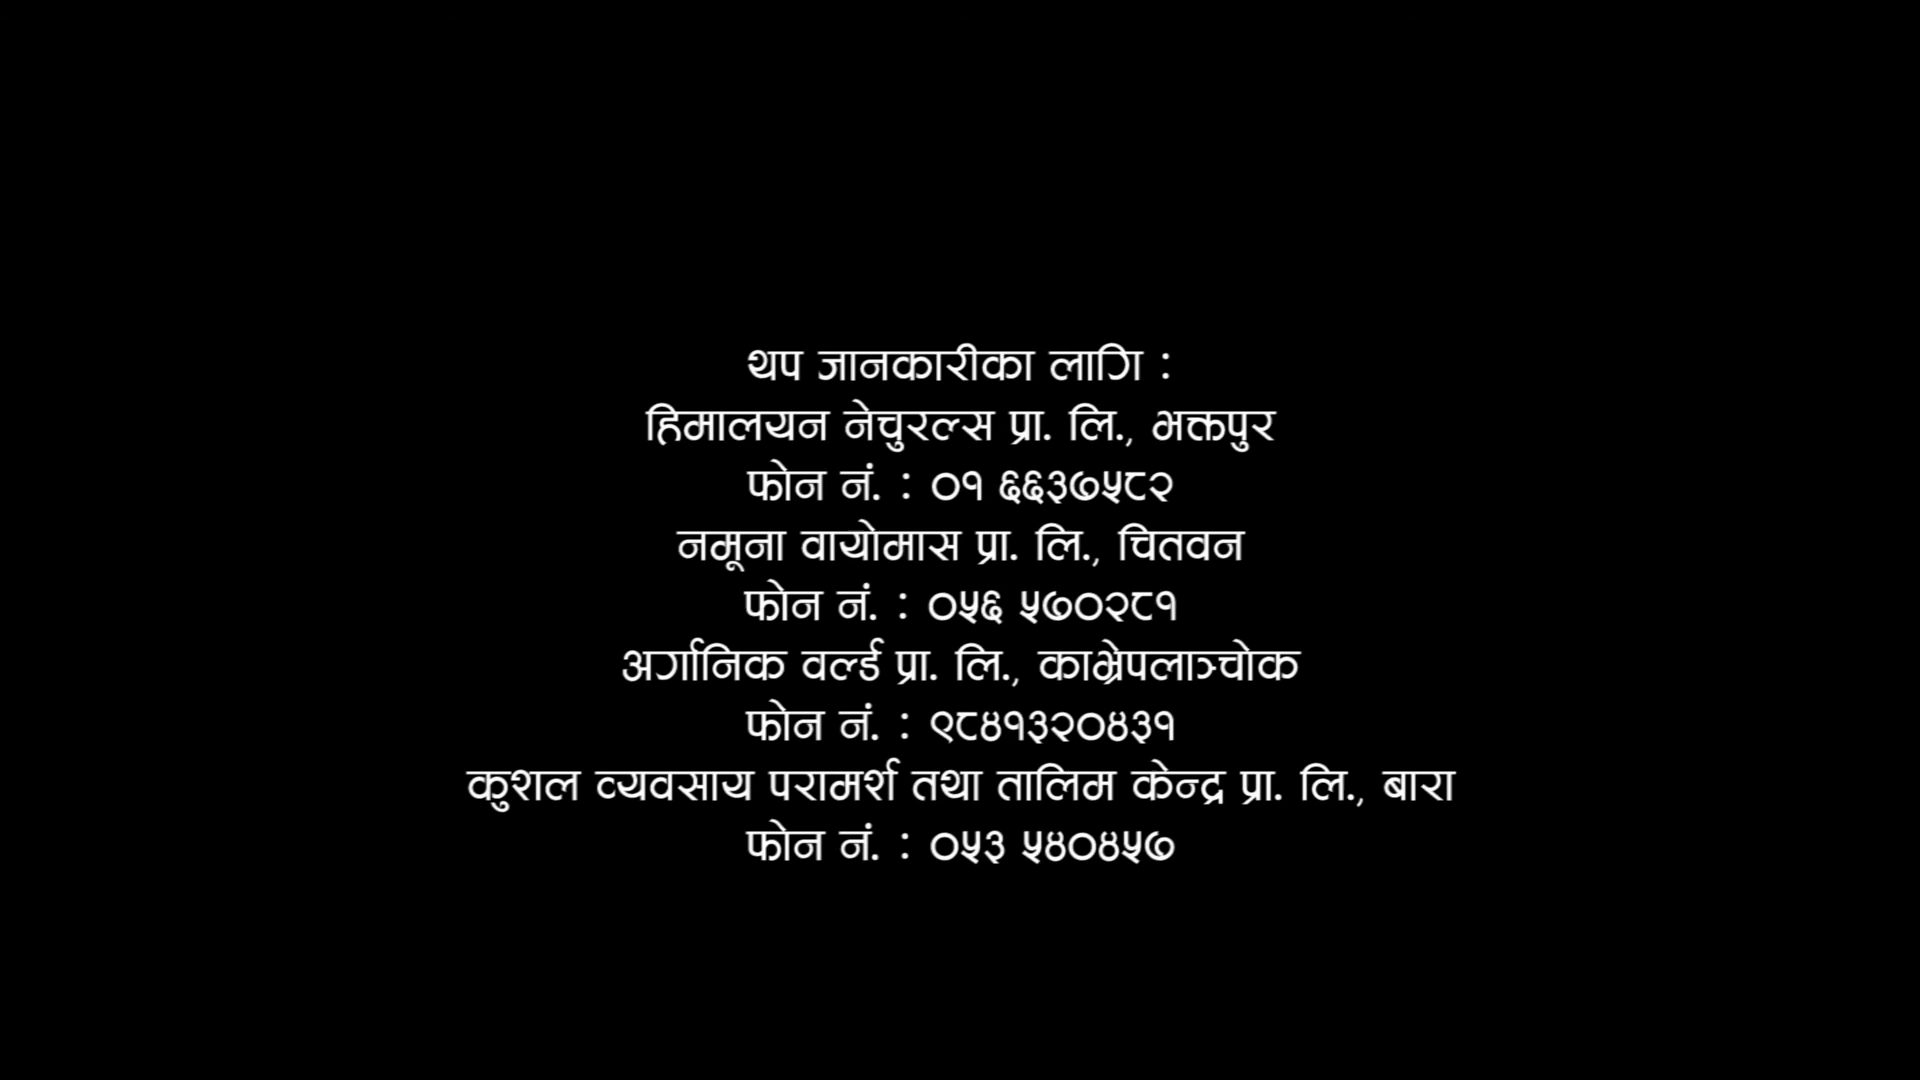 थप जानकारीका लागि :
हिमालयन नेचुरल्स प्रा. लि., भक्तपुर
फोन नं. : ०१ ६६३७५८२
नमूना वायोमास प्रा. लि., चितवन
फोन नं. : ०५६ ५७०२८१
अर्गानिक वर्ल्ड प्रा. लि., काभ्रेपलाञ्चोक
फोन नं. : ९८४१३२०४३१
कुशल व्यवसाय परामर्श तथा तालिम केन्द्र प्रा. लि., बारा
फोन नं. : ०५३ ५४०४५७